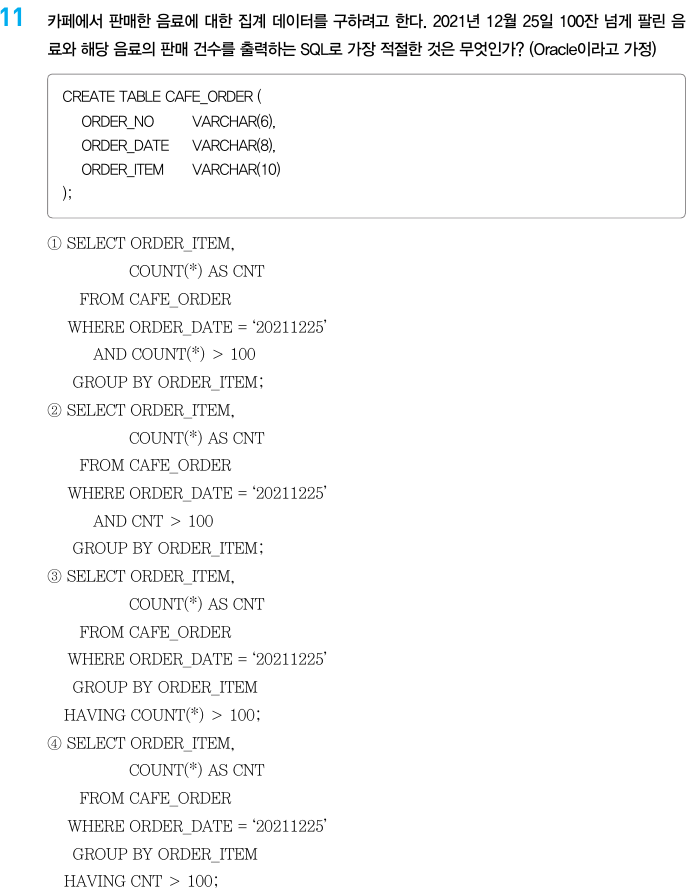 11 카페에서 판매한 음료에 대한 집계 데이터를 구하려고 한다. 2021년 12월 25일 100잔 넘게 팔린 음
료와 해당 음료의 판매 건수를 출력하는 SQL로 가장 적절한 것은 무엇인가? (Oracle이라고 가정)
CREATE TABLE CAFE_ORDER (
ORDER_NO VARCHAR(6),
ORDER_DATE VARCHAR(8),
ORDER_ITEM VARCHAR(10)
);
① SELECT ORDER_ITEM,
COUNT(*) AS CNT
FROM CAFE_ORDER
WHERE ORDER_DATE = ‘20211225’
AND COUNT(*) > 100
GROUP BY ORDER_ITEM;
② SELECT ORDER_ITEM,
COUNT(*) AS CNT
FROM CAFE_ORDER
WHERE ORDER_DATE = ‘20211225’
AND CNT > 100
GROUP BY ORDER_ITEM;
③ SELECT ORDER_ITEM,
COUNT(*) AS CNT
FROM CAFE_ORDER
WHERE ORDER_DATE = ‘20211225’
GROUP BY ORDER_ITEM
HAVING COUNT(*) > 100;
④ SELECT ORDER_ITEM,
COUNT(*) AS CNT
FROM CAFE_ORDER
WHERE ORDER_DATE = ‘20211225’
GROUP BY ORDER_ITEM
HAVING CNT > 100;